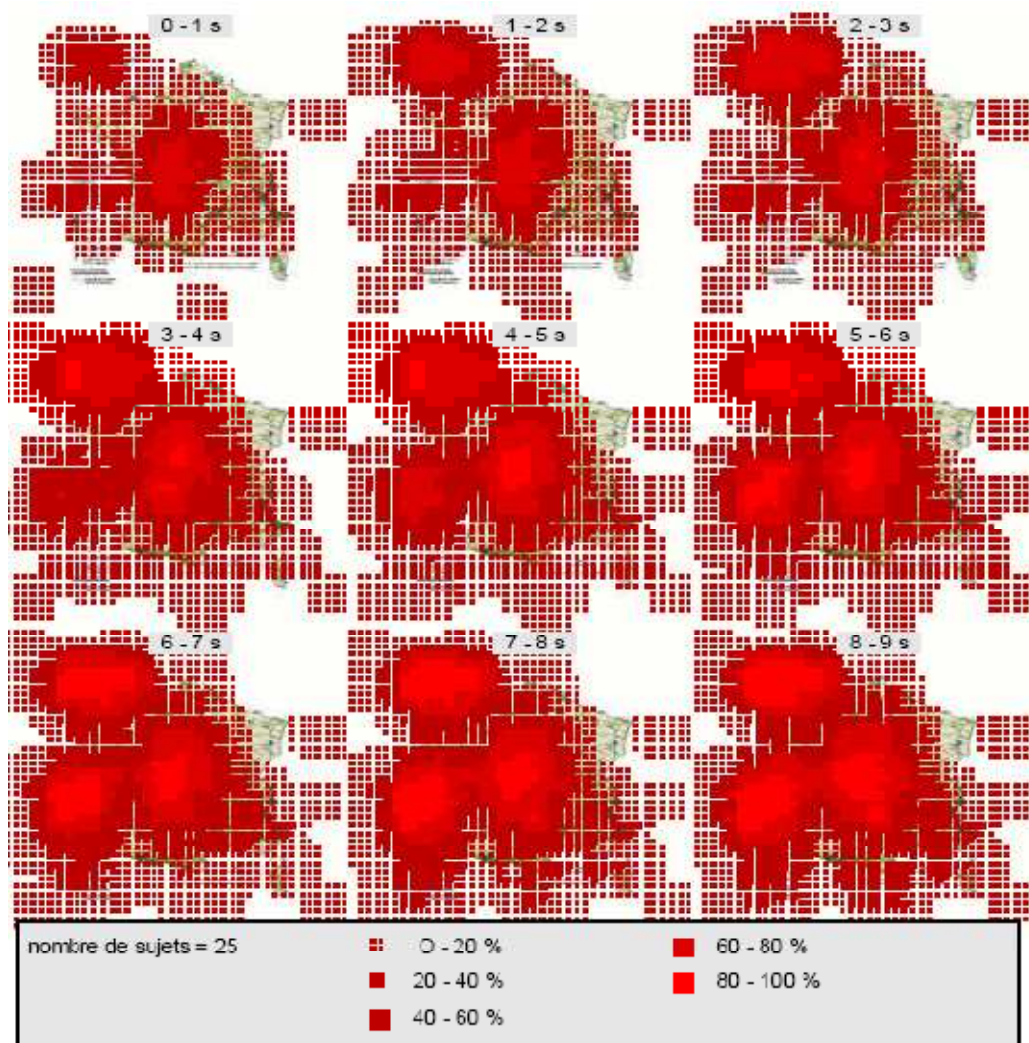 0 - 1 s
1 - 2 s
2 - 3 s
3 - 4 s
4 - 5 s
5 - 6 s
6 - 7 s
7 - 8 s
8 - 9 s
nombre de sujets = 25
0 - 20 %
20 - 40 %
40 - 60 %
60 - 80 %
80 - 100 %